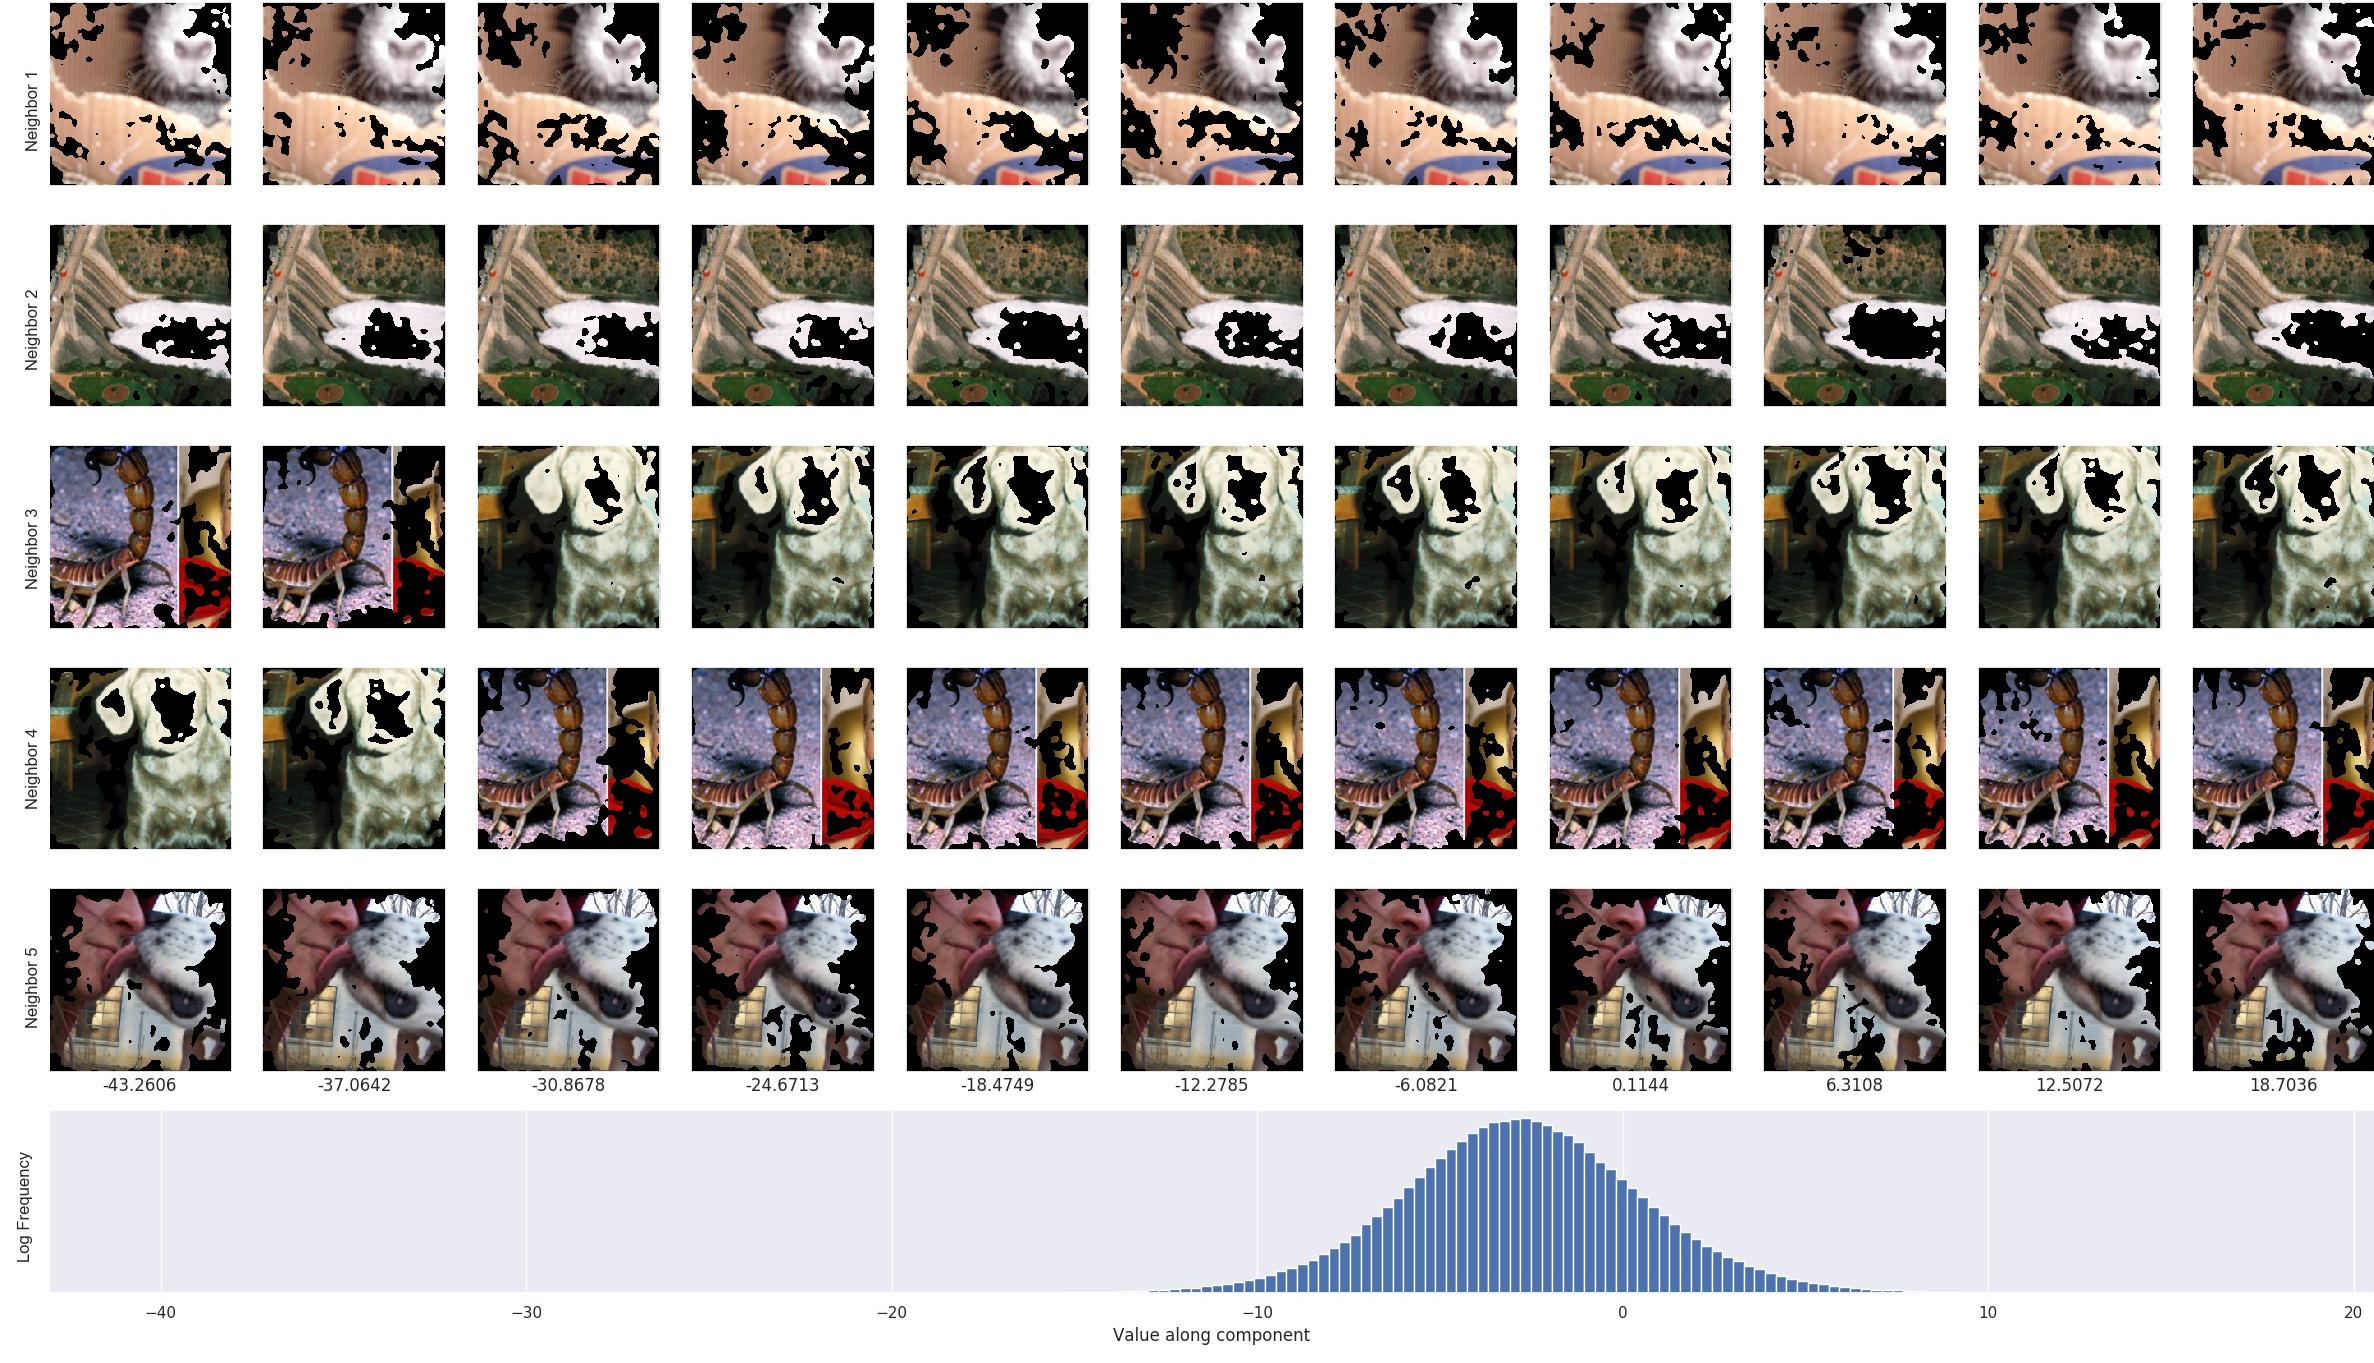 Neighbor 1
Neighbor 2
Neighbor 3
Neighbor 4
Neighbor 5
-43.2606 -37.0642 -30.8678 -24.6713 -18.4749 -12.2785 -6.0821 0.1144 6.3108 12.5072 18.7036
Log Frequency
−40 −30 −20 −10 0 10 20
Value along component